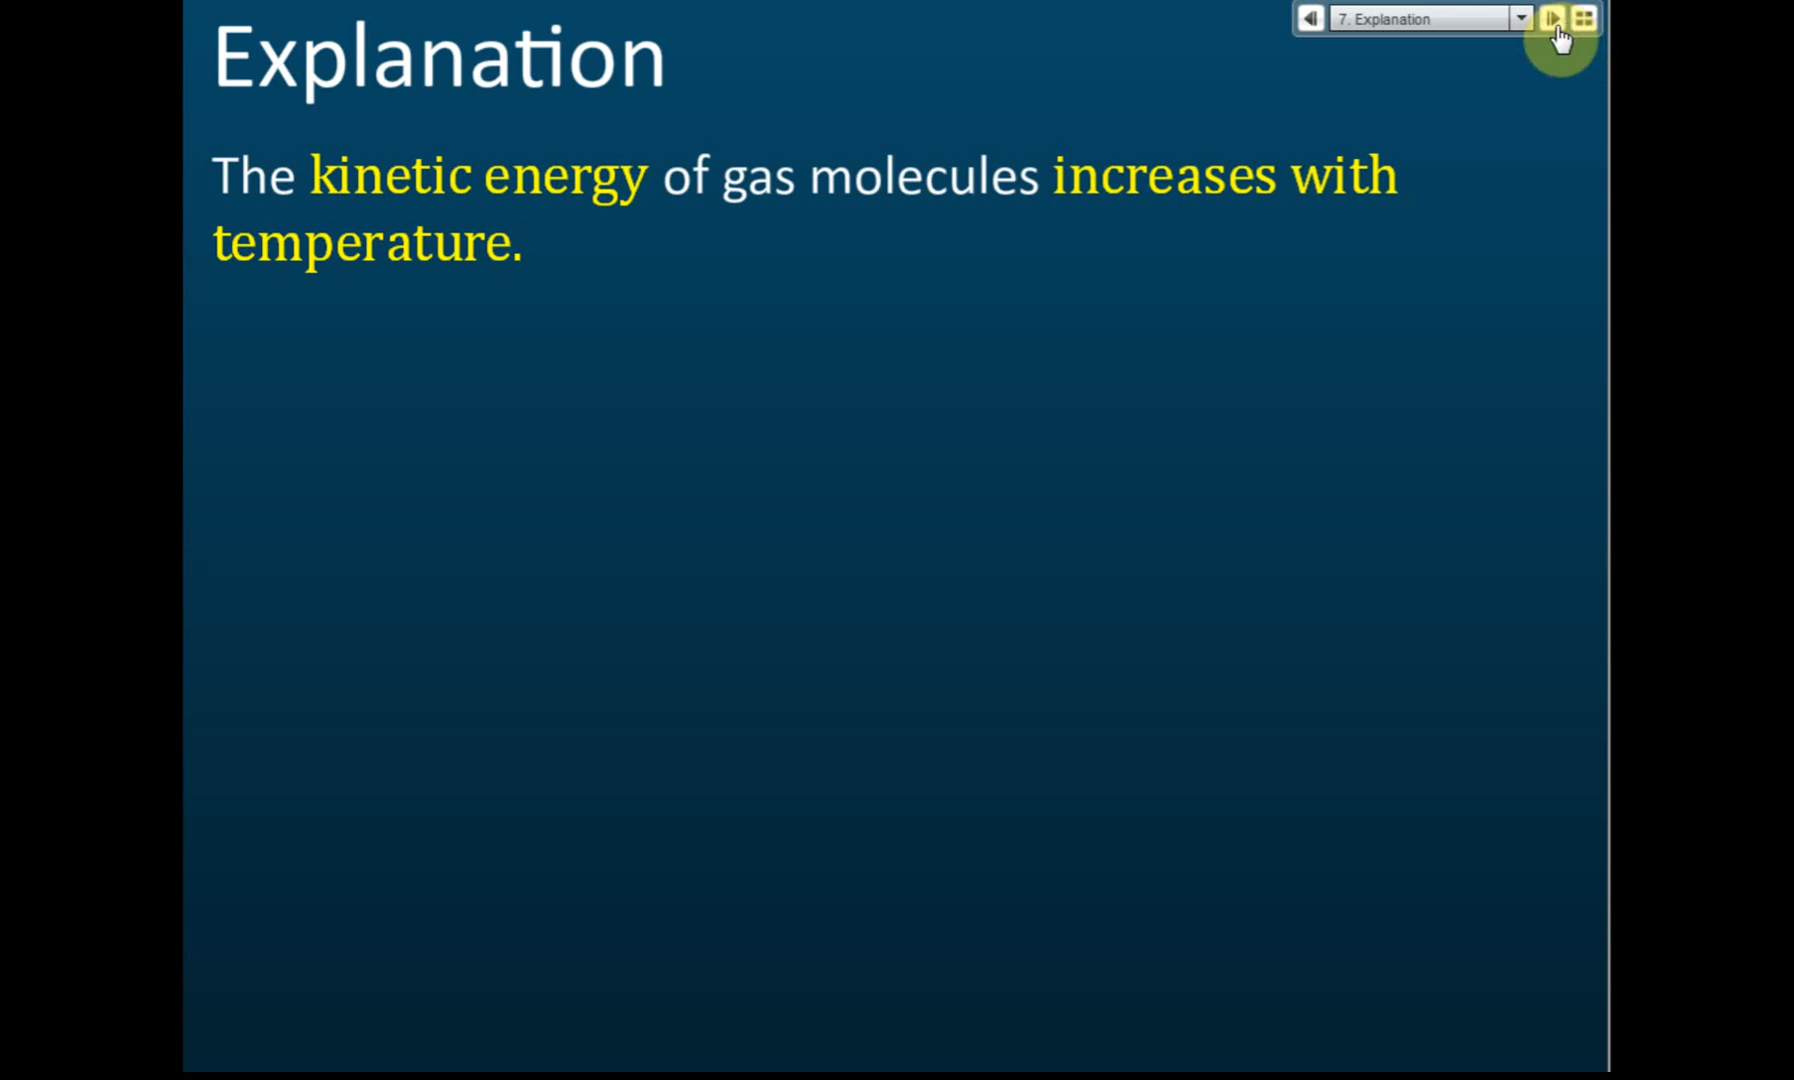 7. Explanation
Explanation
The kinetic energy of gas molecules increases with
temperature.